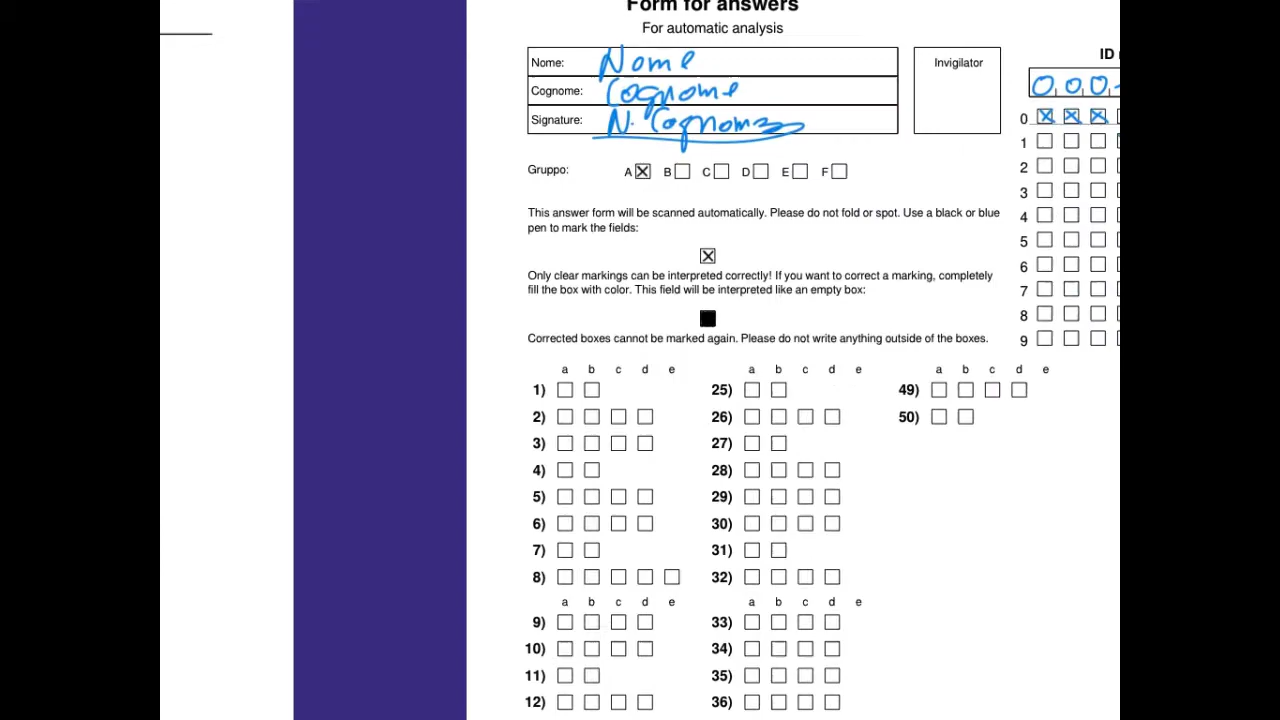 Form for answers
For automatic analysis
Nome: Nome
Cognome: Cognome
Signature: N. Cognome
Invigilator
ID
0 0 0
0
1
2
3
4
5
6
7
8
9
Gruppo: A B C D E F
This answer form will be scanned automatically. Please do not fold or spot. Use a black or blue
pen to mark the fields:
Only clear markings can be interpreted correctly! If you want to correct a marking, completely
fill the box with color. This field will be interpreted like an empty box:
Corrected boxes cannot be marked again. Please do not write anything outside of the boxes.
a b c d e a b c d e a b c d e
1) 25) 49)
2) 26) 50)
3) 27)
4) 28)
5) 29)
6) 30)
7) 31)
8) 32)
a b c d e a b c d e
9) 33)
10) 34)
11) 35)
12) 36)